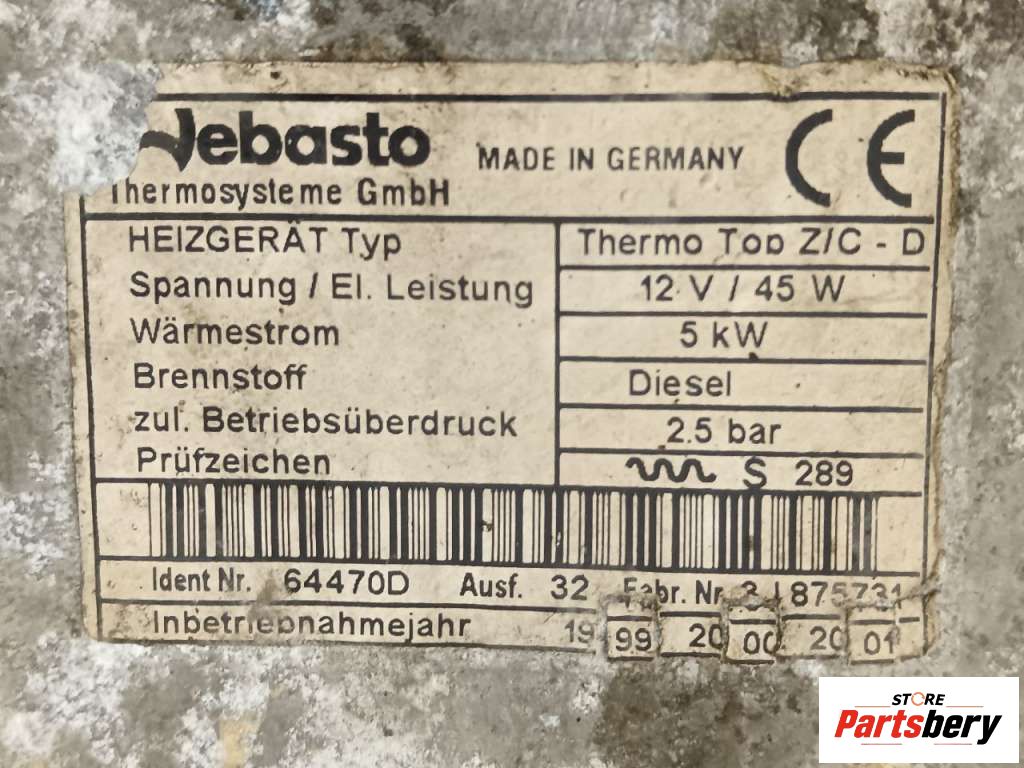 Webasto
Thermosysteme GmbH
MADE IN GERMANY
CE
HEIZGERÄT Typ Thermo Top Z/C - D
Spannung / El. Leistung 12 V / 45 W
Wärmestrom 5 kW
Brennstoff Diesel
zul. Betriebsüberdruck 2.5 bar
Prüfzeichen S 289
Ident Nr. 64470D Ausf. 32 Fabr. Nr.
Inbetriebnahmejahr 19 99 20 00 20 01
STORE
Partsbery